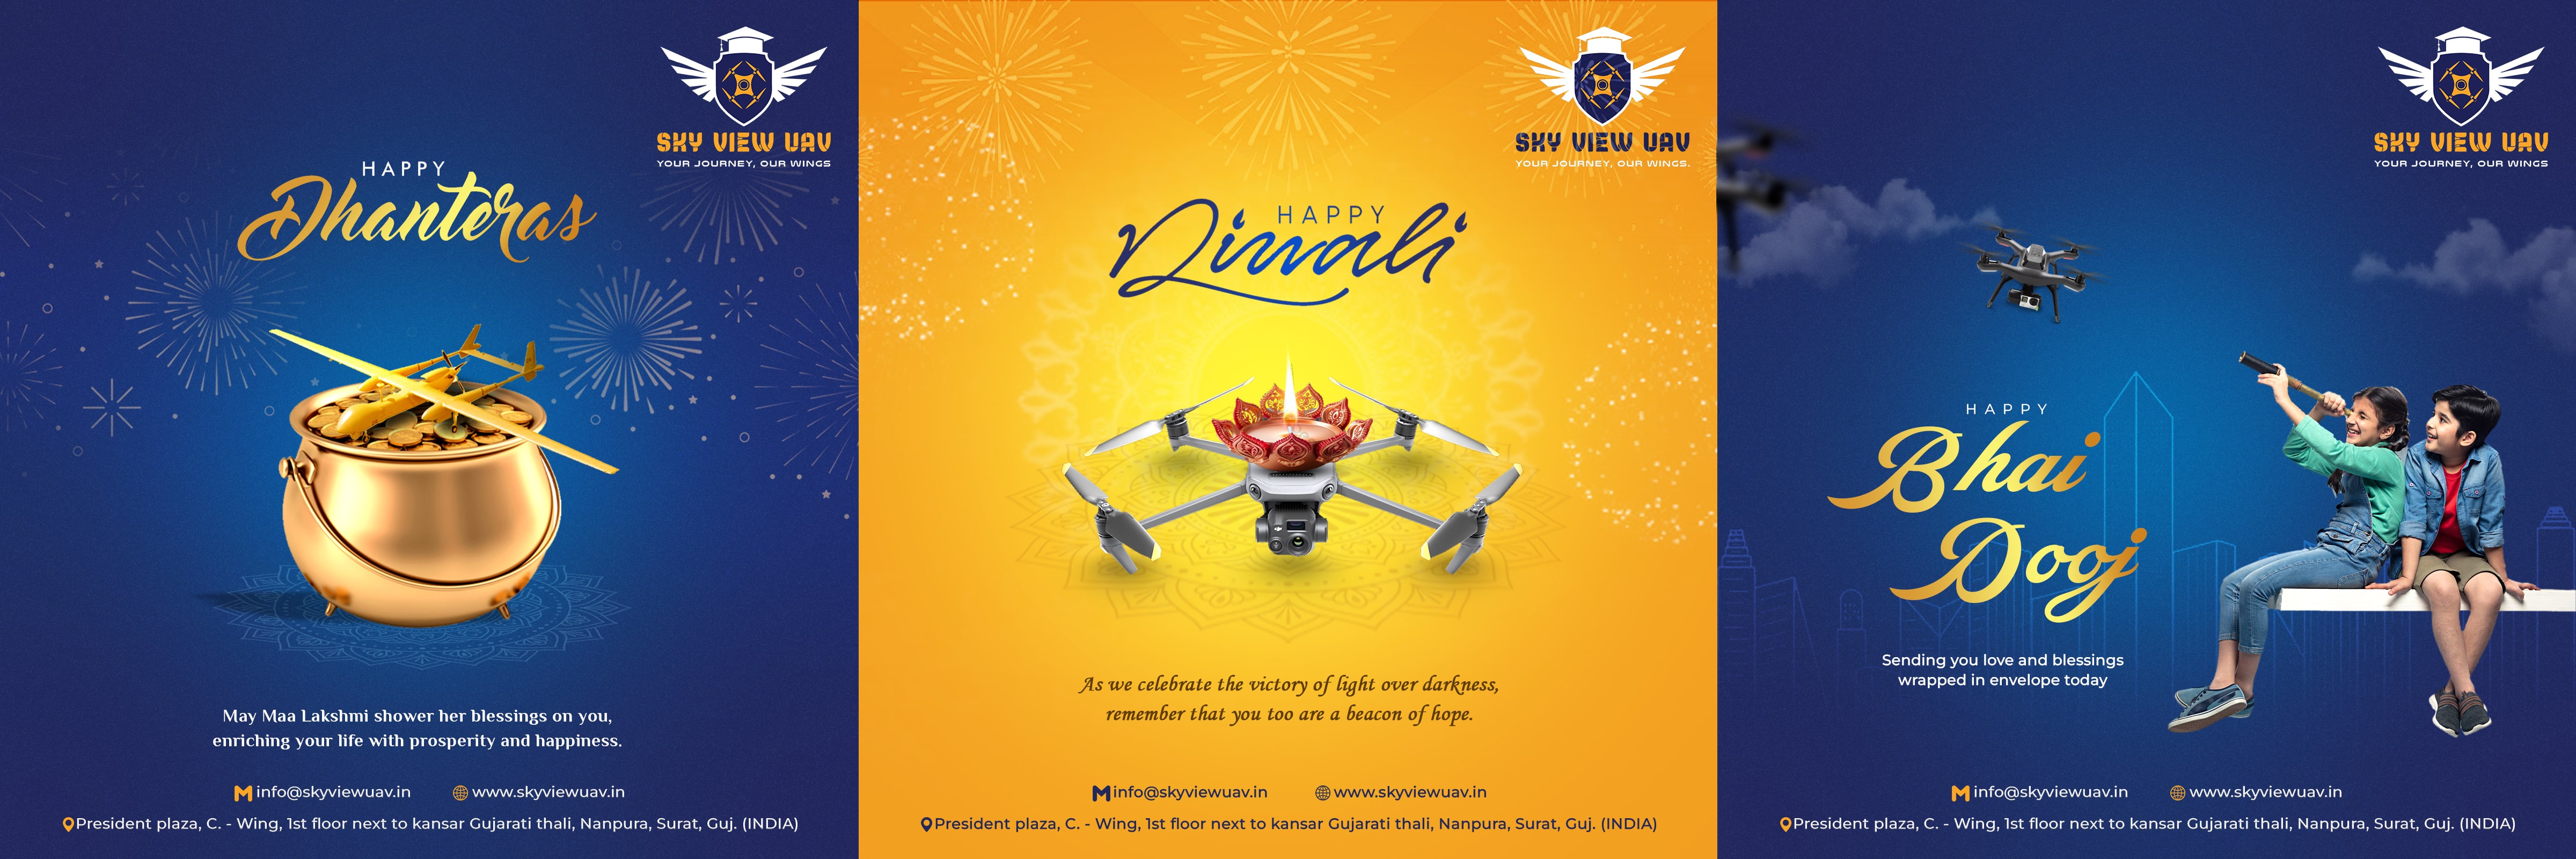 SKY VIEW UAV
YOUR JOURNEY, OUR WINGS
HAPPY
Dhanteras
May Maa Lakshmi shower her blessings on you,
enriching your life with prosperity and happiness.
info@skyviewuav.in www.skyviewuav.in
President plaza, C. - Wing, 1st floor next to kansar Gujarati thali, Nanpura, Surat, Guj. (INDIA)
SKY VIEW UAV
YOUR JOURNEY, OUR WINGS.
HAPPY
Diwali
As we celebrate the victory of light over darkness,
remember that you too are a beacon of hope.
info@skyviewuav.in www.skyviewuav.in
President plaza, C. - Wing, 1st floor next to kansar Gujarati thali, Nanpura, Surat, Guj. (INDIA)
SKY VIEW UAV
YOUR JOURNEY, OUR WINGS
HAPPY
Bhai
Dooj
Sending you love and blessings
wrapped in envelope today
info@skyviewuav.in www.skyviewuav.in
President plaza, C. - Wing, 1st floor next to kansar Gujarati thali, Nanpura, Surat, Guj. (INDIA)